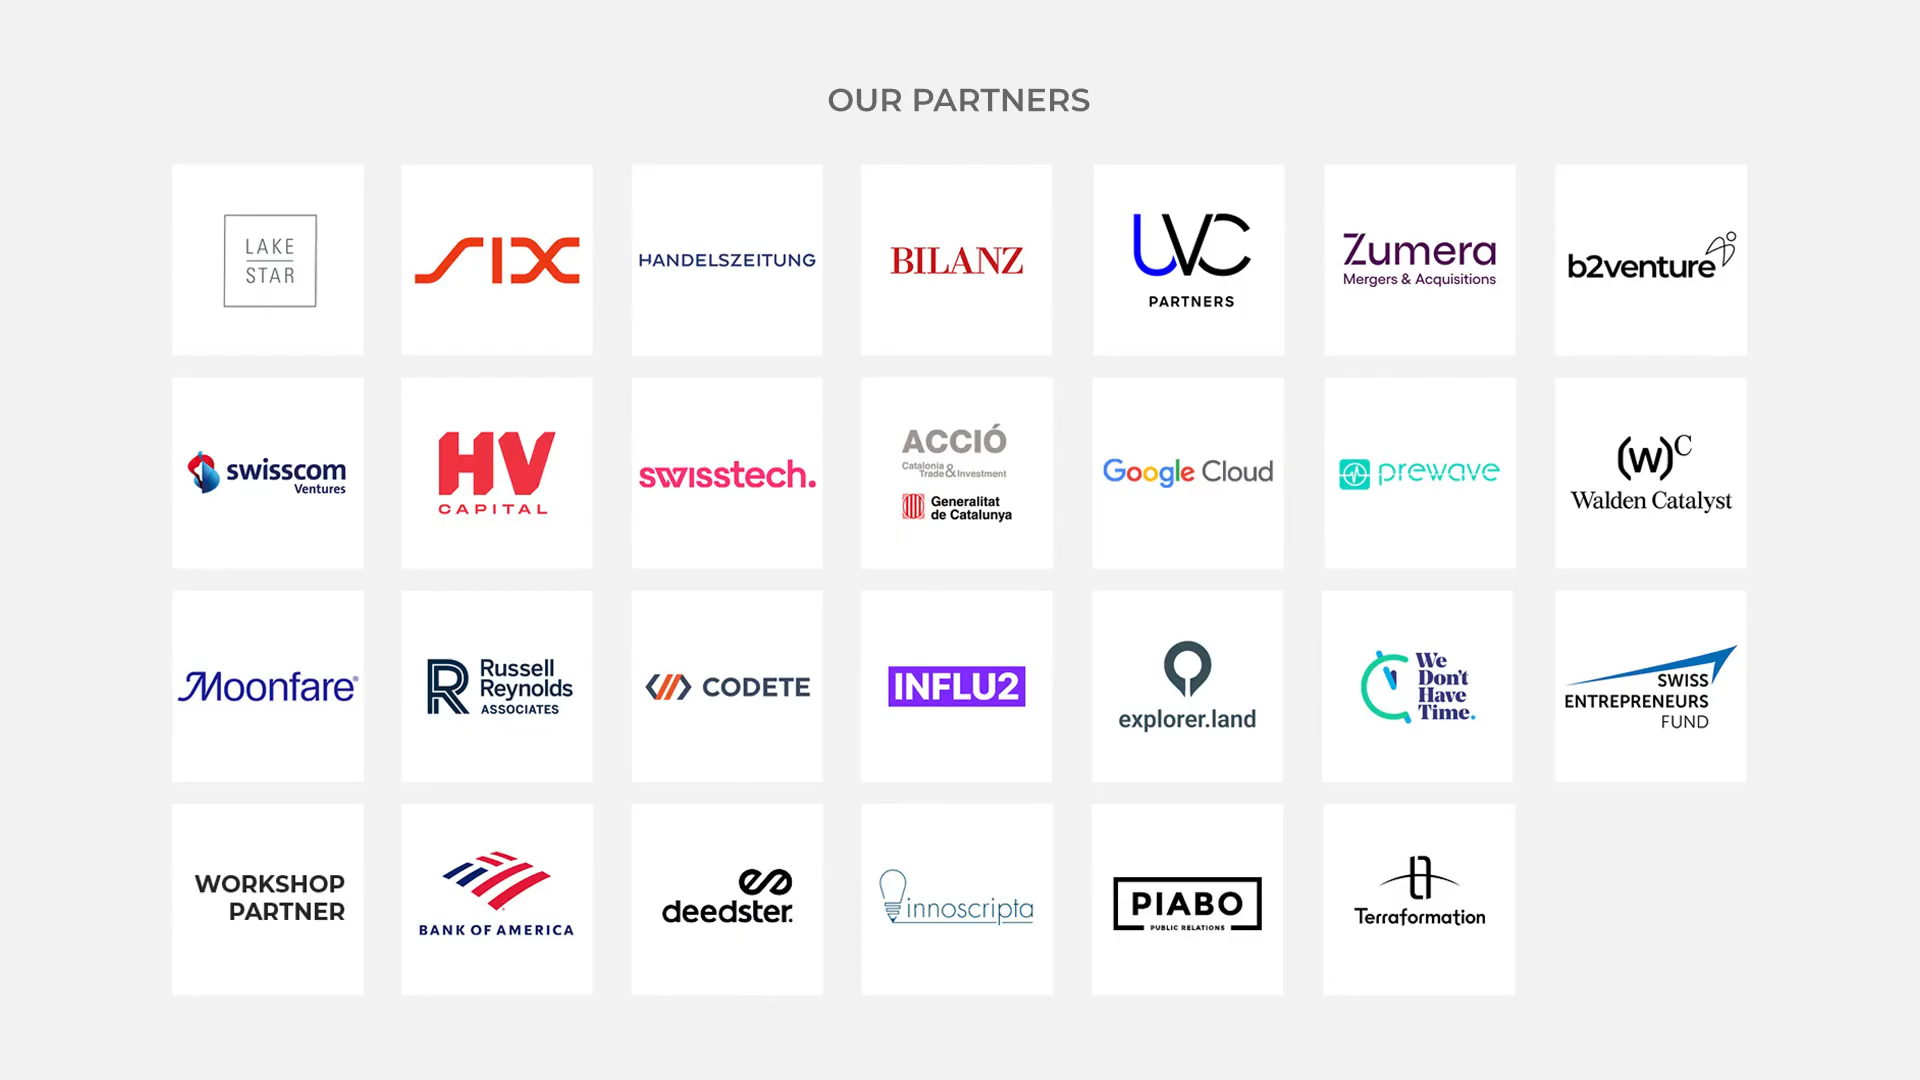 OUR PARTNERS
LAKE
STAR
SIX
HANDELSZEITUNG
BILANZ
UVC
PARTNERS
Zumera
Mergers & Acquisitions
b2venture
swisscom
Ventures
HV
CAPITAL
swisstech.
ACCIÓ
Catalonia
Trade & Investment
Generalitat
de Catalunya
Google Cloud
prewave
(W)C
Walden Catalyst
Moonfare®
Russell
Reynolds
ASSOCIATES
CODETE
INFLU2
explorer.land
We
Don't
Have
Time.
SWISS
ENTREPRENEURS
FUND
WORKSHOP
PARTNER
BANK OF AMERICA
deedster.
innoscripta
PIABO
PUBLIC RELATIONS
Terraformation